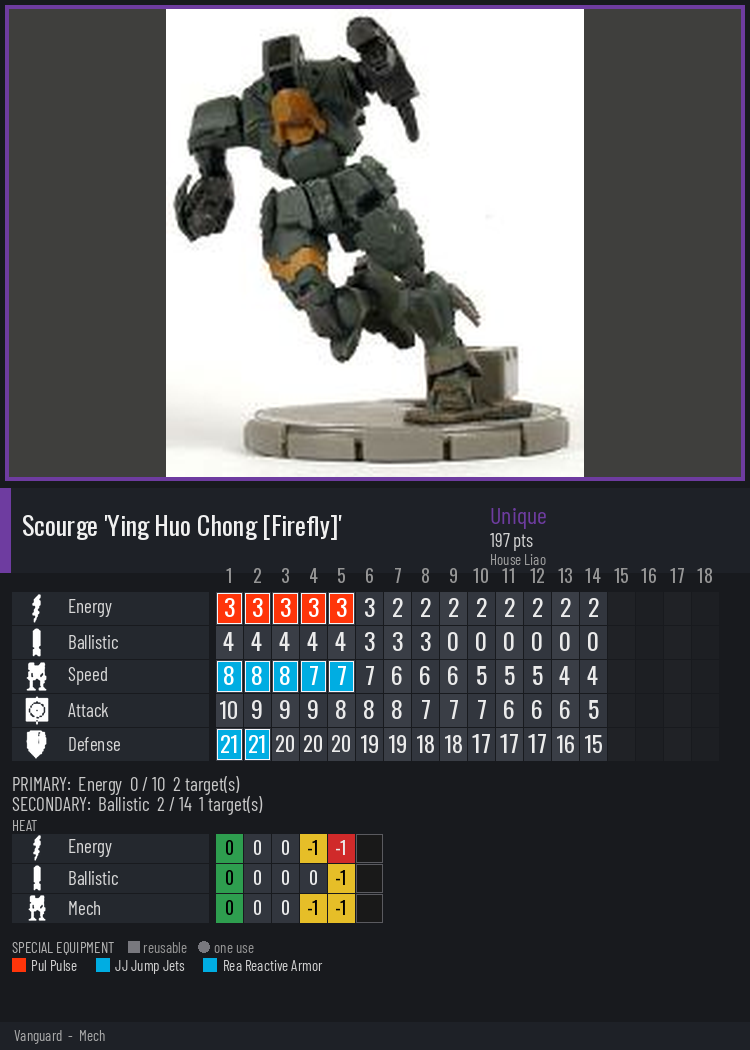 Scourge 'Ying Huo Chong [Firefly]'
Unique
197 pts
House Liao
1 2 3 4 5 6 7 8 9 10 11 12 13 14 15 16 17 18
Energy 3 3 3 3 3 3 2 2 2 2 2 2 2 2
Ballistic 4 4 4 4 4 3 3 3 0 0 0 0 0 0
Speed 8 8 8 7 7 7 6 6 6 5 5 5 4 4
Attack 10 9 9 9 8 8 8 7 7 7 6 6 6 5
Defense 21 21 20 20 20 19 19 18 18 17 17 17 16 15
PRIMARY: Energy 0 / 10 2 target(s)
SECONDARY: Ballistic 2 / 14 1 target(s)
HEAT
Energy 0 0 0 -1 -1
Ballistic 0 0 0 0 -1
Mech 0 0 0 -1 -1
SPECIAL EQUIPMENT reusable one use
Pul Pulse JJ Jump Jets Rea Reactive Armor
Vanguard - Mech